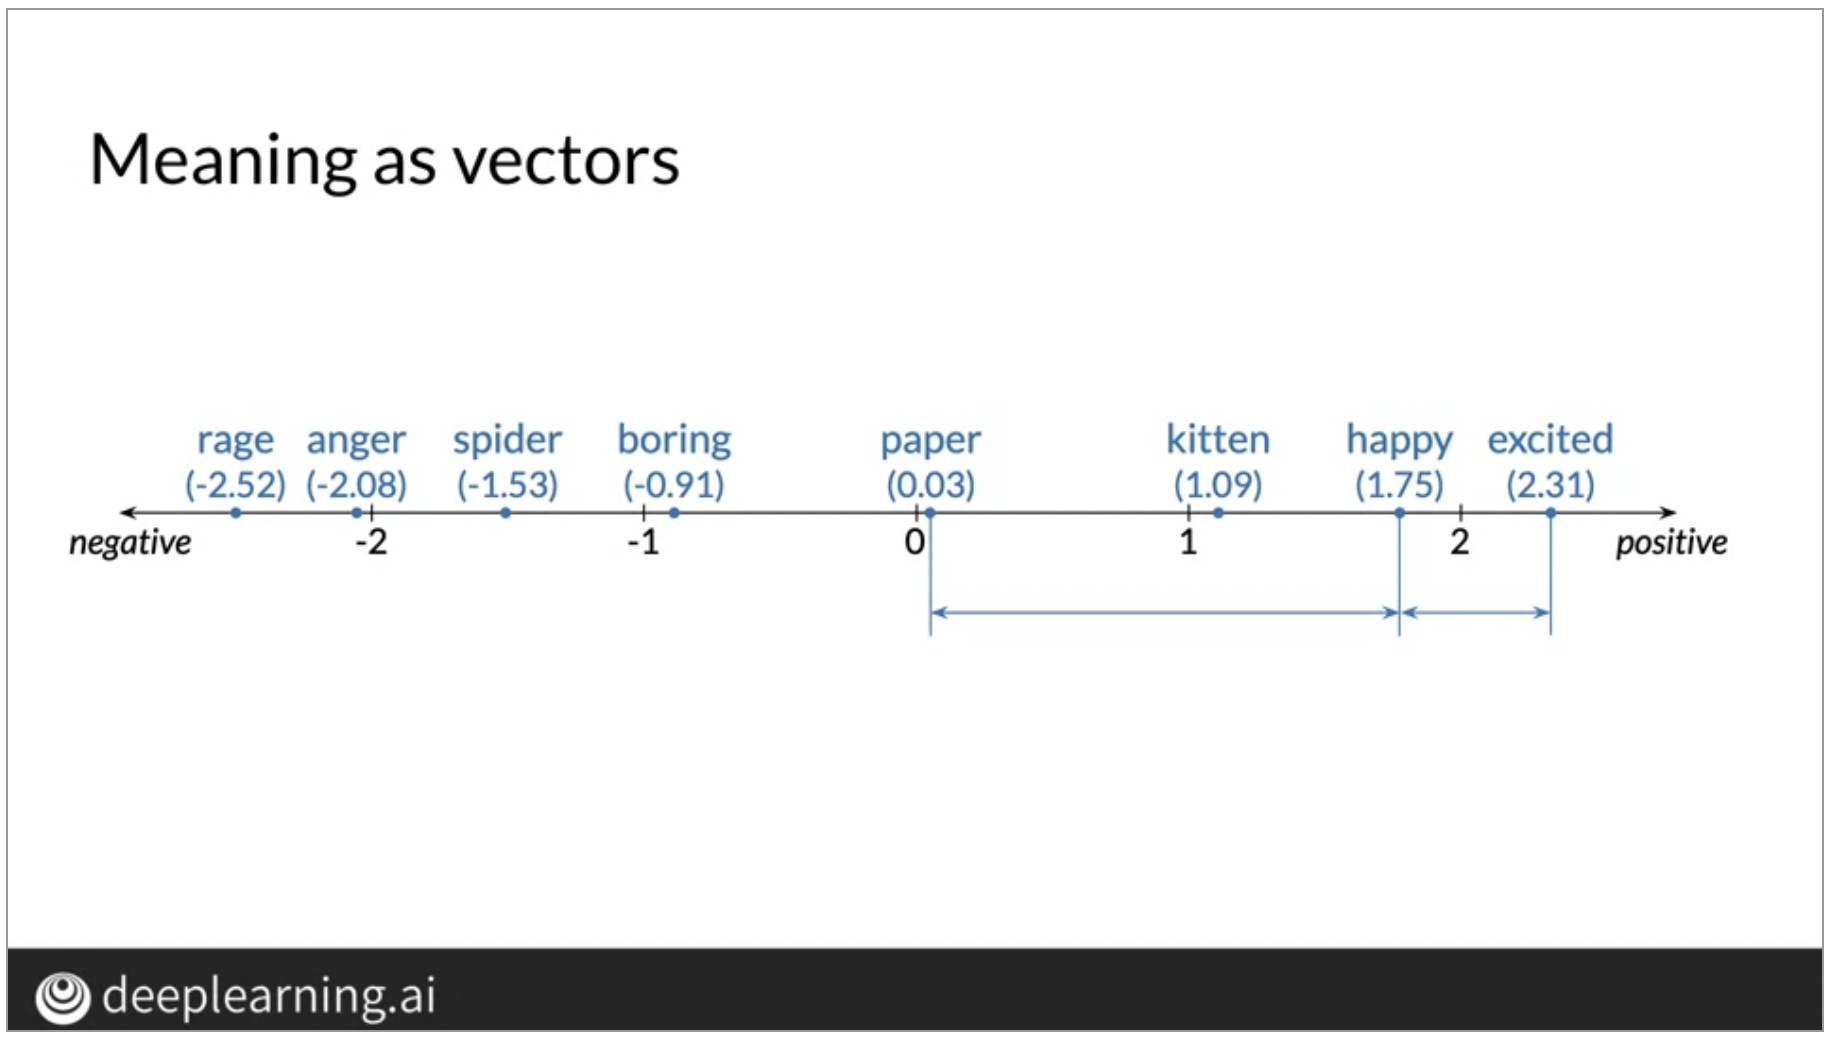 Meaning as vectors
rage anger spider boring paper kitten happy excited
(-2.52) (-2.08) (-1.53) (-0.91) (0.03) (1.09) (1.75) (2.31)
negative -2 -1 0 1 2 positive
deeplearning.ai